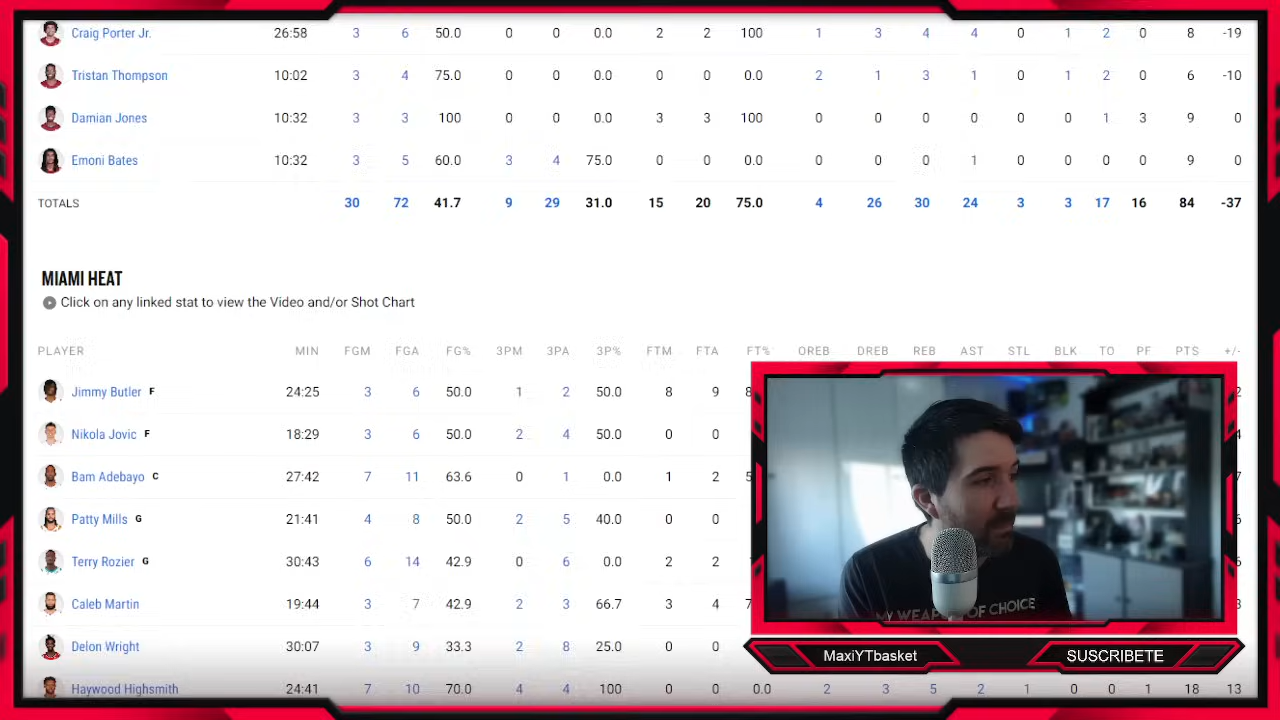 Craig Porter Jr. 26:58 3 6 50.0 0 0 0.0 2 2 100 1 3 4 4 0 1 2 0 8 -19
Tristan Thompson 10:02 3 4 75.0 0 0 0.0 0 0 0.0 2 1 3 1 0 1 2 0 6 -10
Damian Jones 10:32 3 3 100 0 0 0.0 3 3 100 0 0 0 0 0 0 1 3 9 0
Emoni Bates 10:32 3 5 60.0 3 4 75.0 0 0 0.0 0 0 0 1 0 0 0 0 9 0
TOTALS 30 72 41.7 9 29 31.0 15 20 75.0 4 26 30 24 3 3 17 16 84 -37
MIAMI HEAT
Click on any linked stat to view the Video and/or Shot Chart
PLAYER MIN FGM FGA FG% 3PM 3PA 3P% FTM FTA FT% OREB DREB REB AST STL BLK TO PF PTS +/-
Jimmy Butler F 24:25 3 6 50.0 1 2 50.0 8 9
Nikola Jovic F 18:29 3 6 50.0 2 4 50.0 0 0
Bam Adebayo C 27:42 7 11 63.6 0 1 0.0 1 2
Patty Mills G 21:41 4 8 50.0 2 5 40.0 0 0
Terry Rozier G 30:43 6 14 42.9 0 6 0.0 2 2
Caleb Martin 19:44 3 7 42.9 2 3 66.7 3 4
Delon Wright 30:07 3 9 33.3 2 8 25.0 0 0
Haywood Highsmith 24:41 7 10 70.0 4 4 100 0 0 0.0 2 3 5 2 1 0 0 1 18 13
MY WEAPON OF CHOICE
MaxiYTbasket
SUSCRIBETE